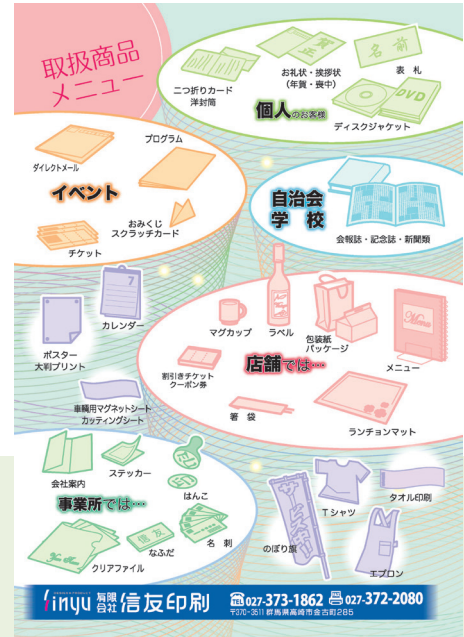 取扱商品
メニュー
二つ折りカード
洋封筒
お礼状・挨拶状
(年賀・喪中)
賀正
名前
表 札
DVD
ディスクジャケット
個人のお客様
プログラム
ダイレクトメール
イベント
おみくじ
スクラッチカード
チケット
自治会
学 校
会報誌・記念誌・新聞類
7
カレンダー
ポスター
大判プリント
マグカップ
ラベル
包装紙
パッケージ
Menu
メニュー
割引きチケット
クーポン券
店舗では…
箸 袋
ランチョンマット
車輌用マグネットシート
カッティングシート
会社案内
ステッカー
はんこ
事業所では…
信友
なふだ
名 刺
クリアファイル
サービスデイ
のぼり旗
Tシャツ
タオル印刷
エプロン
Sinyu 有限会社 信友印刷
027-373-1862 027-372-2080
〒370-3511 群馬県高崎市金古町285